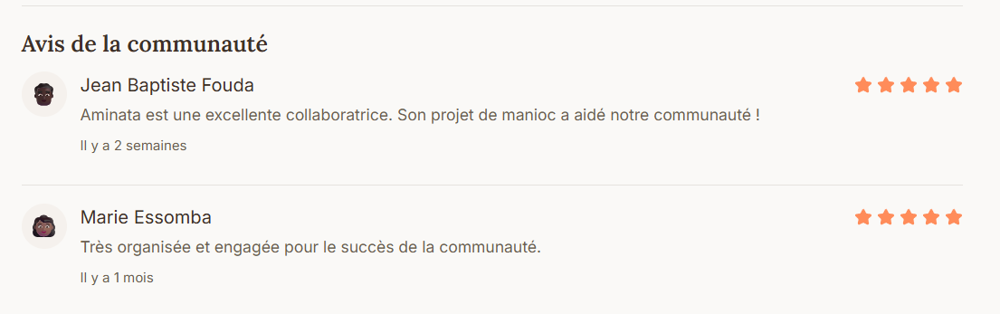 Avis de la communauté
Jean Baptiste Fouda
Aminata est une excellente collaboratrice. Son projet de manioc a aidé notre communauté !
Il y a 2 semaines
Marie Essomba
Très organisée et engagée pour le succès de la communauté.
Il y a 1 mois